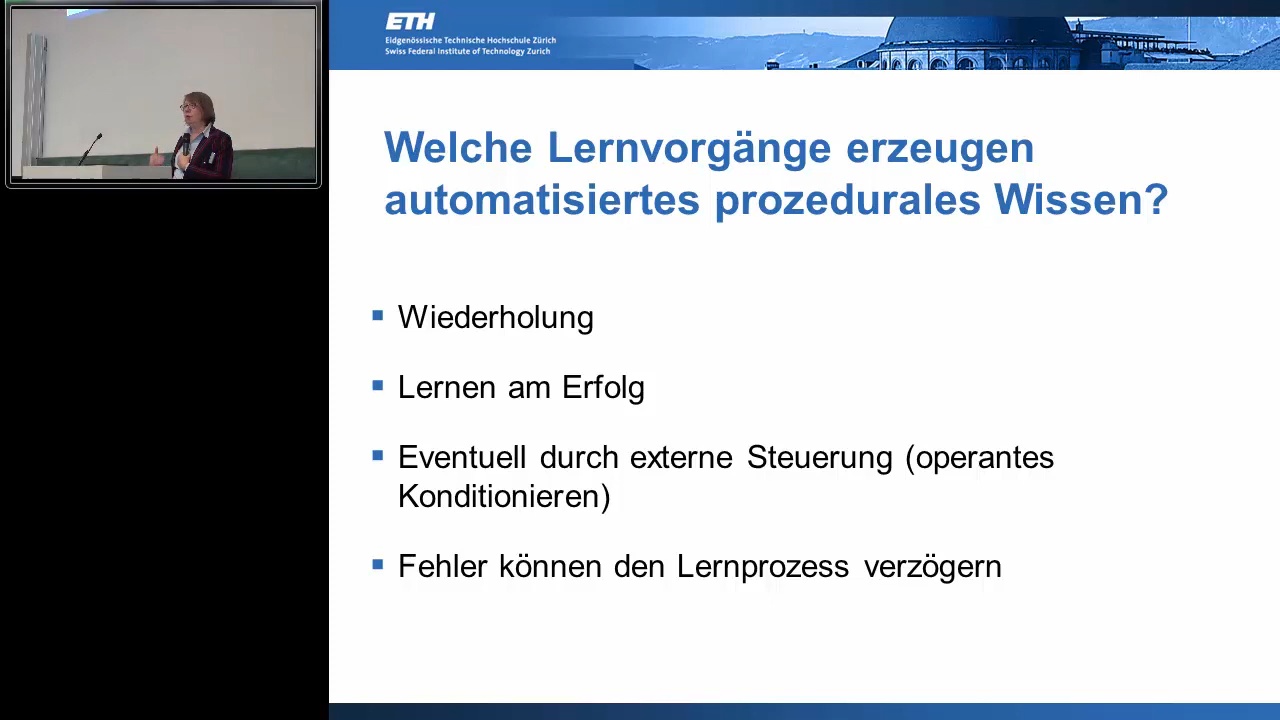 ETH
Eidgenössische Technische Hochschule Zürich
Swiss Federal Institute of Technology Zurich
Welche Lernvorgänge erzeugen
automatisiertes prozedurales Wissen?
▪ Wiederholung
▪ Lernen am Erfolg
▪ Eventuell durch externe Steuerung (operantes
Konditionieren)
▪ Fehler können den Lernprozess verzögern